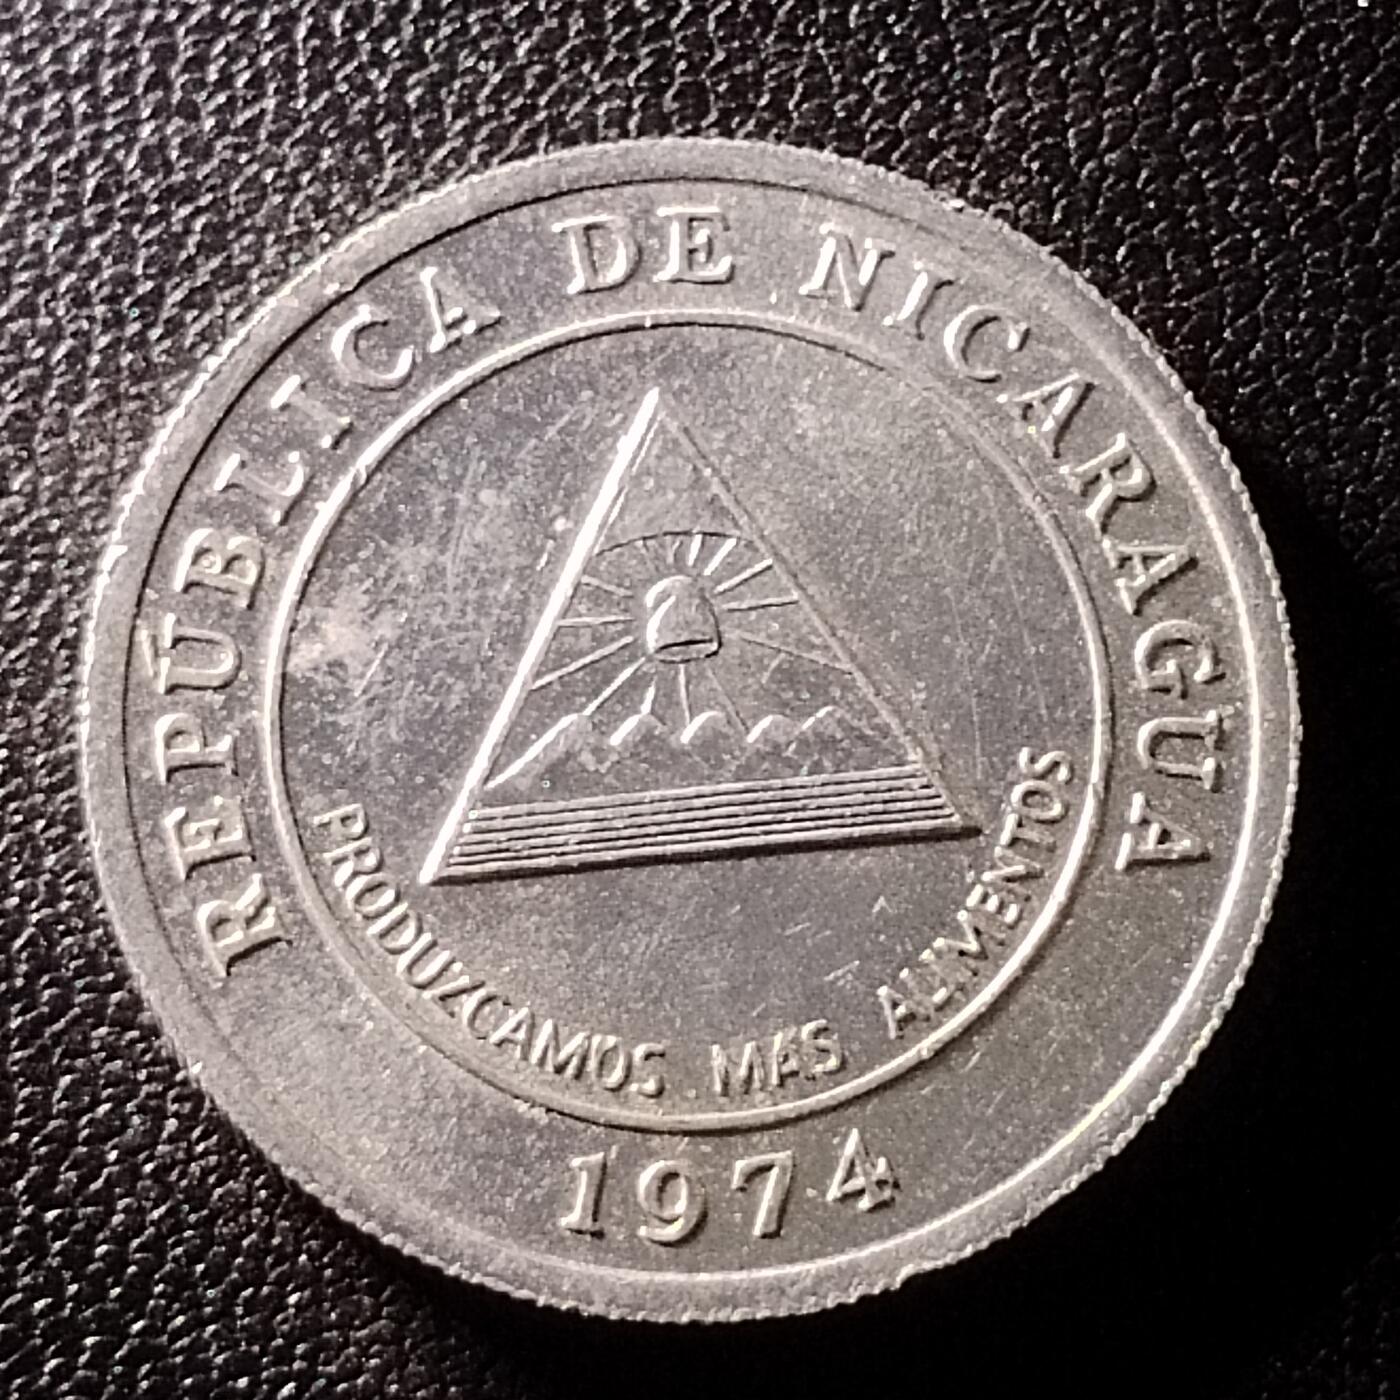 REPÚBLICA DE NICARAGUA
PRODUZCAMOS MAS ALIMENTOS
1974